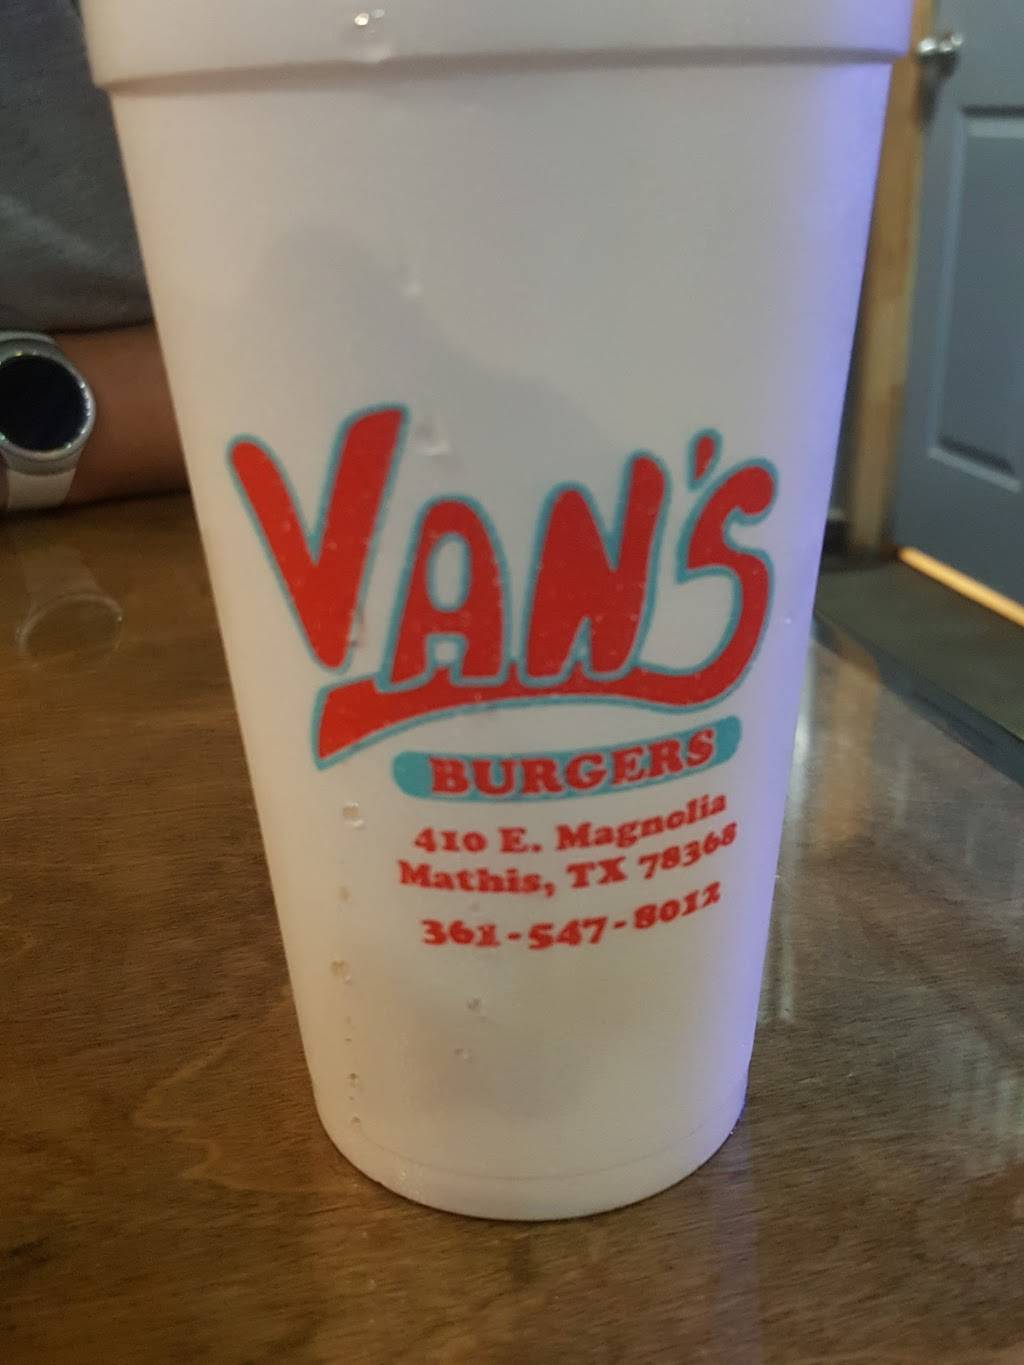 VAN'S
BURGERS
410 E. Magnolia
Mathis, TX 78368
361-547-8012